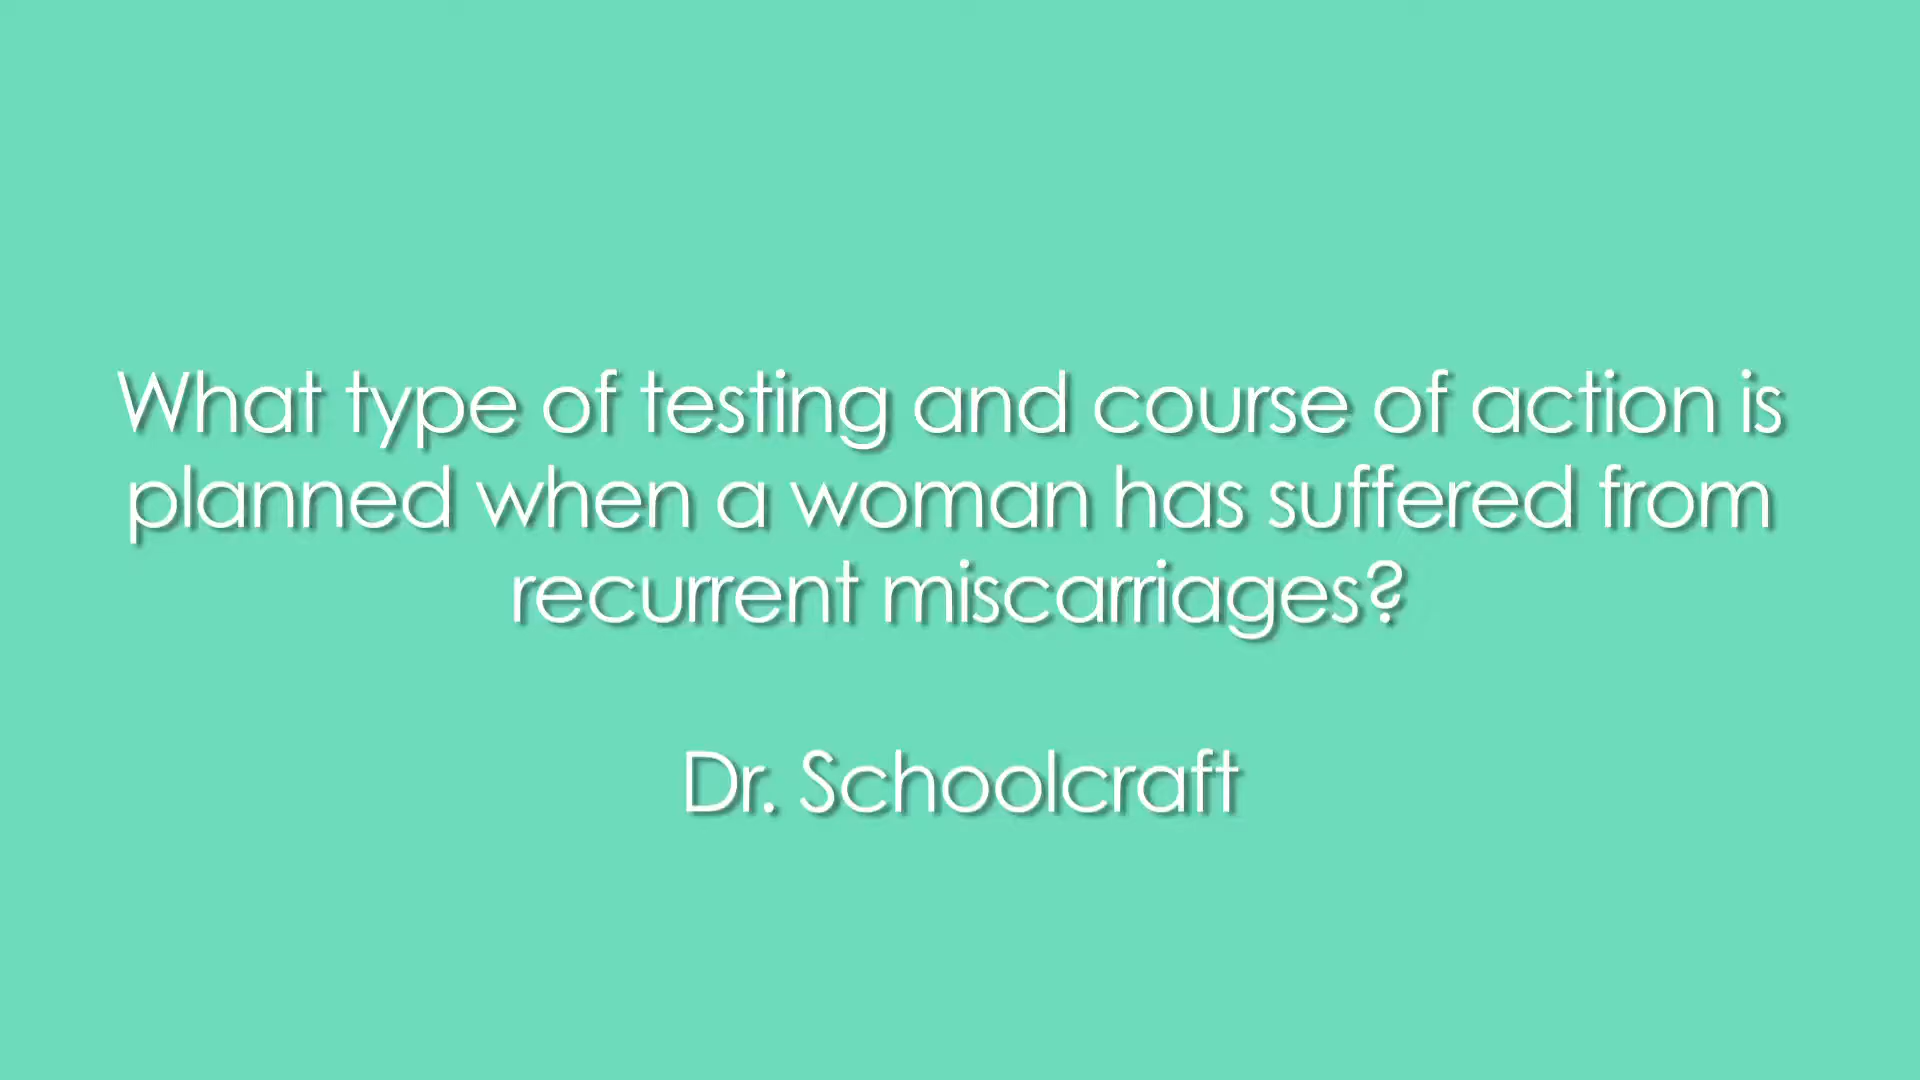 What type of testing and course of action is
planned when a woman has suffered from
recurrent miscarriages?
Dr. Schoolcraft